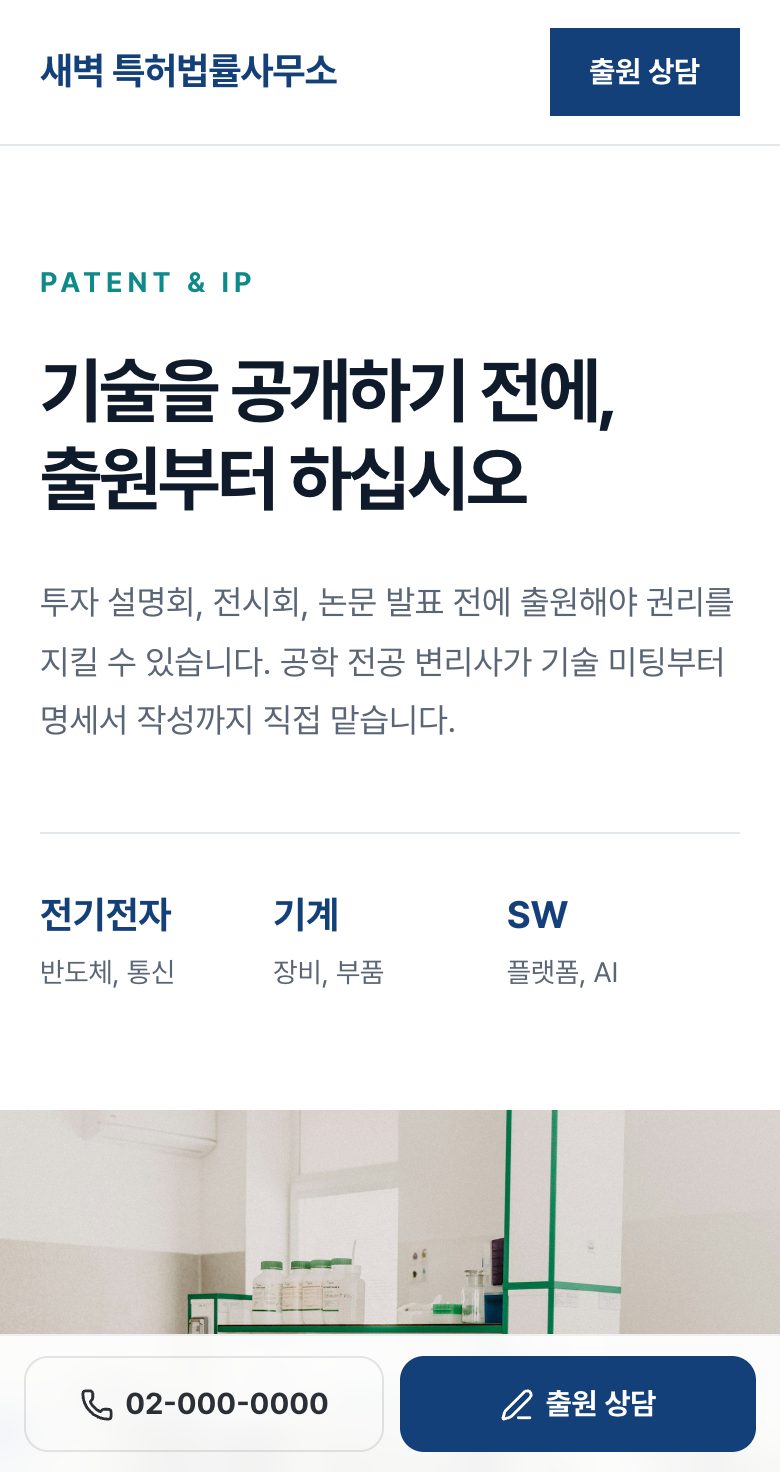 새벽 특허법률사무소
출원 상담
PATENT & IP
기술을 공개하기 전에,
출원부터 하십시오
투자 설명회, 전시회, 논문 발표 전에 출원해야 권리를
지킬 수 있습니다. 공학 전공 변리사가 기술 미팅부터
명세서 작성까지 직접 맡습니다.
전기전자
반도체, 통신
기계
장비, 부품
SW
플랫폼, AI
02-000-0000
출원 상담